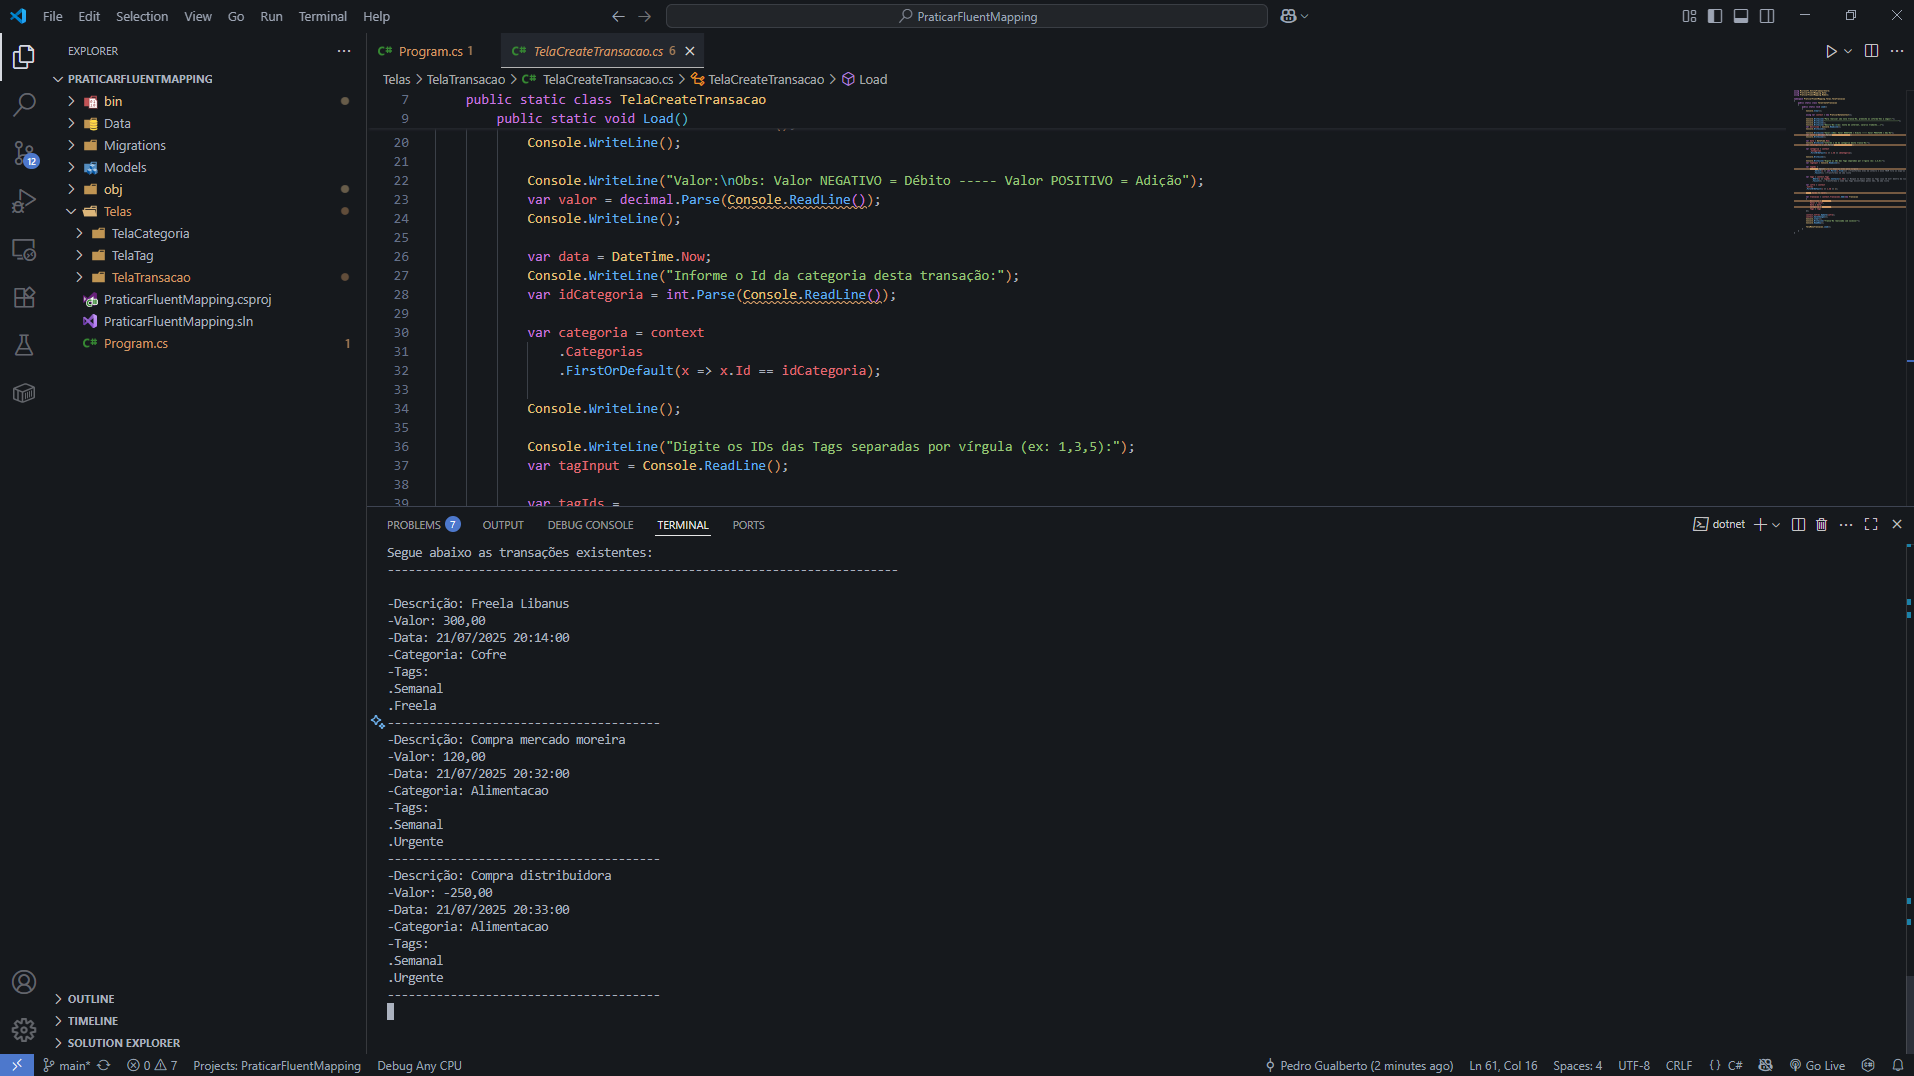 File Edit Selection View Go Run Terminal Help
PraticarFluentMapping
EXPLORER
PRATICARFLUENTMAPPING
bin
Data
Migrations
Models
obj
Telas
TelaCategoria
TelaTag
TelaTransacao
PraticarFluentMapping.csproj
PraticarFluentMapping.sln
Program.cs 1
12
OUTLINE
TIMELINE
SOLUTION EXPLORER
C# Program.cs 1 C# TelaCreateTransacao.cs 6
Telas > TelaTransacao > C# TelaCreateTransacao.cs > TelaCreateTransacao > Load
7 public static class TelaCreateTransacao
9 public static void Load()
20 Console.WriteLine();
21
22 Console.WriteLine("Valor:\nObs: Valor NEGATIVO = Débito ----- Valor POSITIVO = Adição");
23 var valor = decimal.Parse(Console.ReadLine());
24 Console.WriteLine();
25
26 var data = DateTime.Now;
27 Console.WriteLine("Informe o Id da categoria desta transação:");
28 var idCategoria = int.Parse(Console.ReadLine());
29
30 var categoria = context
31 .Categorias
32 .FirstOrDefault(x => x.Id == idCategoria);
33
34 Console.WriteLine();
35
36 Console.WriteLine("Digite os IDs das Tags separadas por vírgula (ex: 1,3,5):");
37 var tagInput = Console.ReadLine();
38
39 var tagIds =
PROBLEMS 7 OUTPUT DEBUG CONSOLE TERMINAL PORTS
dotnet
Segue abaixo as transações existentes:
-------------------------------------------------------------------------
-Descrição: Freela Libanus
-Valor: 300,00
-Data: 21/07/2025 20:14:00
-Categoria: Cofre
-Tags:
.Semanal
.Freela
---------------------------------------
-Descrição: Compra mercado moreira
-Valor: 120,00
-Data: 21/07/2025 20:32:00
-Categoria: Alimentacao
-Tags:
.Semanal
.Urgente
---------------------------------------
-Descrição: Compra distribuidora
-Valor: -250,00
-Data: 21/07/2025 20:33:00
-Categoria: Alimentacao
-Tags:
.Semanal
.Urgente
---------------------------------------
main* 0 7 Projects: PraticarFluentMapping Debug Any CPU
Pedro Gualberto (2 minutes ago) Ln 61, Col 16 Spaces: 4 UTF-8 CRLF {} C# Go Live